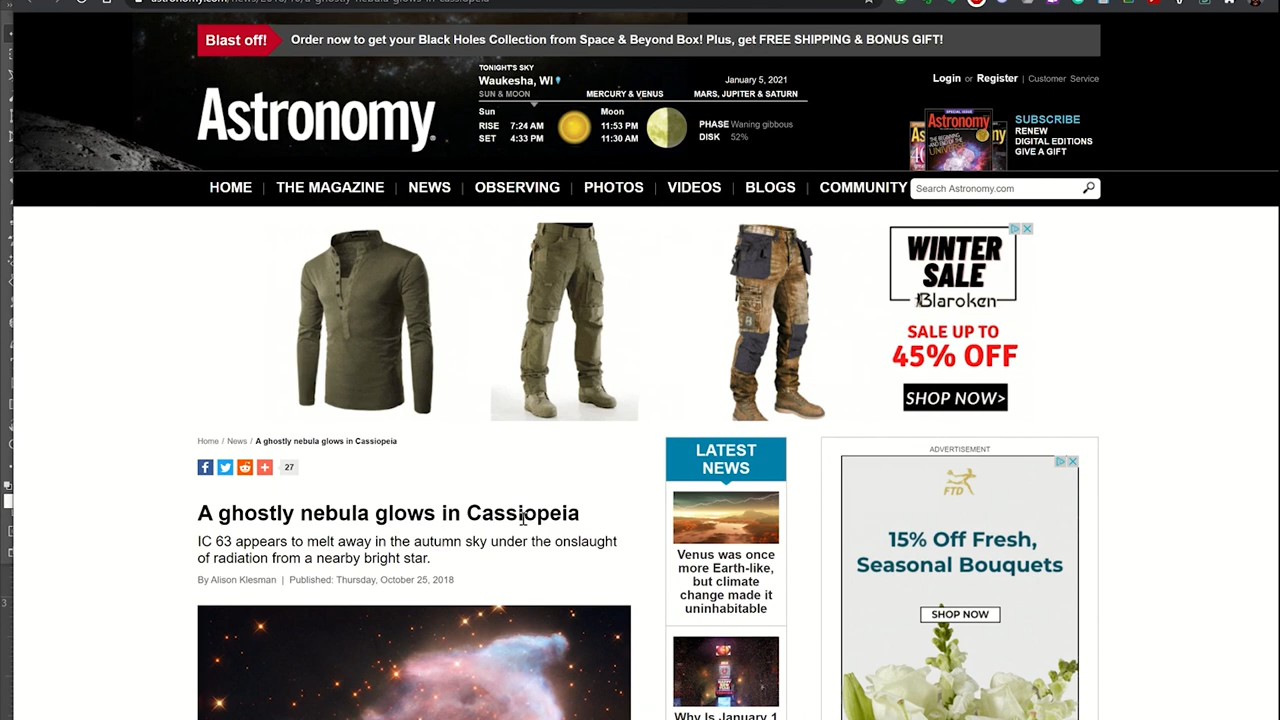 Blast off! Order now to get your Black Holes Collection from Space & Beyond Box! Plus, get FREE SHIPPING & BONUS GIFT!
Astronomy
TONIGHT'S SKY
Waukesha, WI
January 5, 2021
SUN & MOON MERCURY & VENUS MARS, JUPITER & SATURN
Sun
RISE 7:24 AM
SET 4:33 PM
Moon
11:53 PM
11:30 AM
PHASE Waning gibbous
DISK 52%
Login or Register | Customer Service
SPECIAL ISSUE
Astronomy
SUBSCRIBE
RENEW
DIGITAL EDITIONS
GIVE A GIFT
HOME | THE MAGAZINE | NEWS | OBSERVING | PHOTOS | VIDEOS | BLOGS | COMMUNITY
Search Astronomy.com
WINTER
SALE
Blaroken
SALE UP TO
45% OFF
SHOP NOW>
Home / News / A ghostly nebula glows in Cassiopeia
27
A ghostly nebula glows in Cassiopeia
IC 63 appears to melt away in the autumn sky under the onslaught
of radiation from a nearby bright star.
By Alison Klesman | Published: Thursday, October 25, 2018
LATEST
NEWS
Venus was once
more Earth-like,
but climate
change made it
uninhabitable
Why Is January 1
ADVERTISEMENT
FTD
15% Off Fresh,
Seasonal Bouquets
SHOP NOW